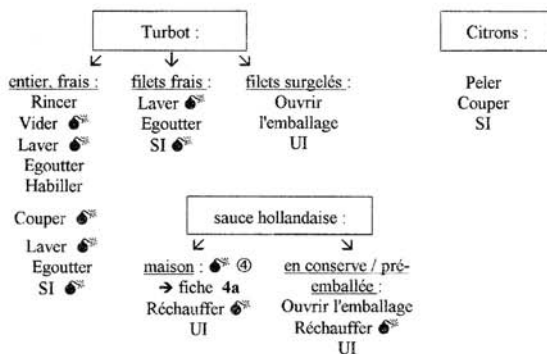 Turbot :
Citrons :
entier, frais :
Rincer
Vider
Laver
Egoutter
Habiller
Couper
Laver
Egoutter
SI
filets frais :
Laver
Egoutter
SI
filets surgelés :
Ouvrir
l'emballage
UI
Peler
Couper
SI
sauce hollandaise :
maison : ④
➔ fiche 4a
Réchauffer
UI
en conserve / pré-
emballée :
Ouvrir l'emballage
Réchauffer
UI